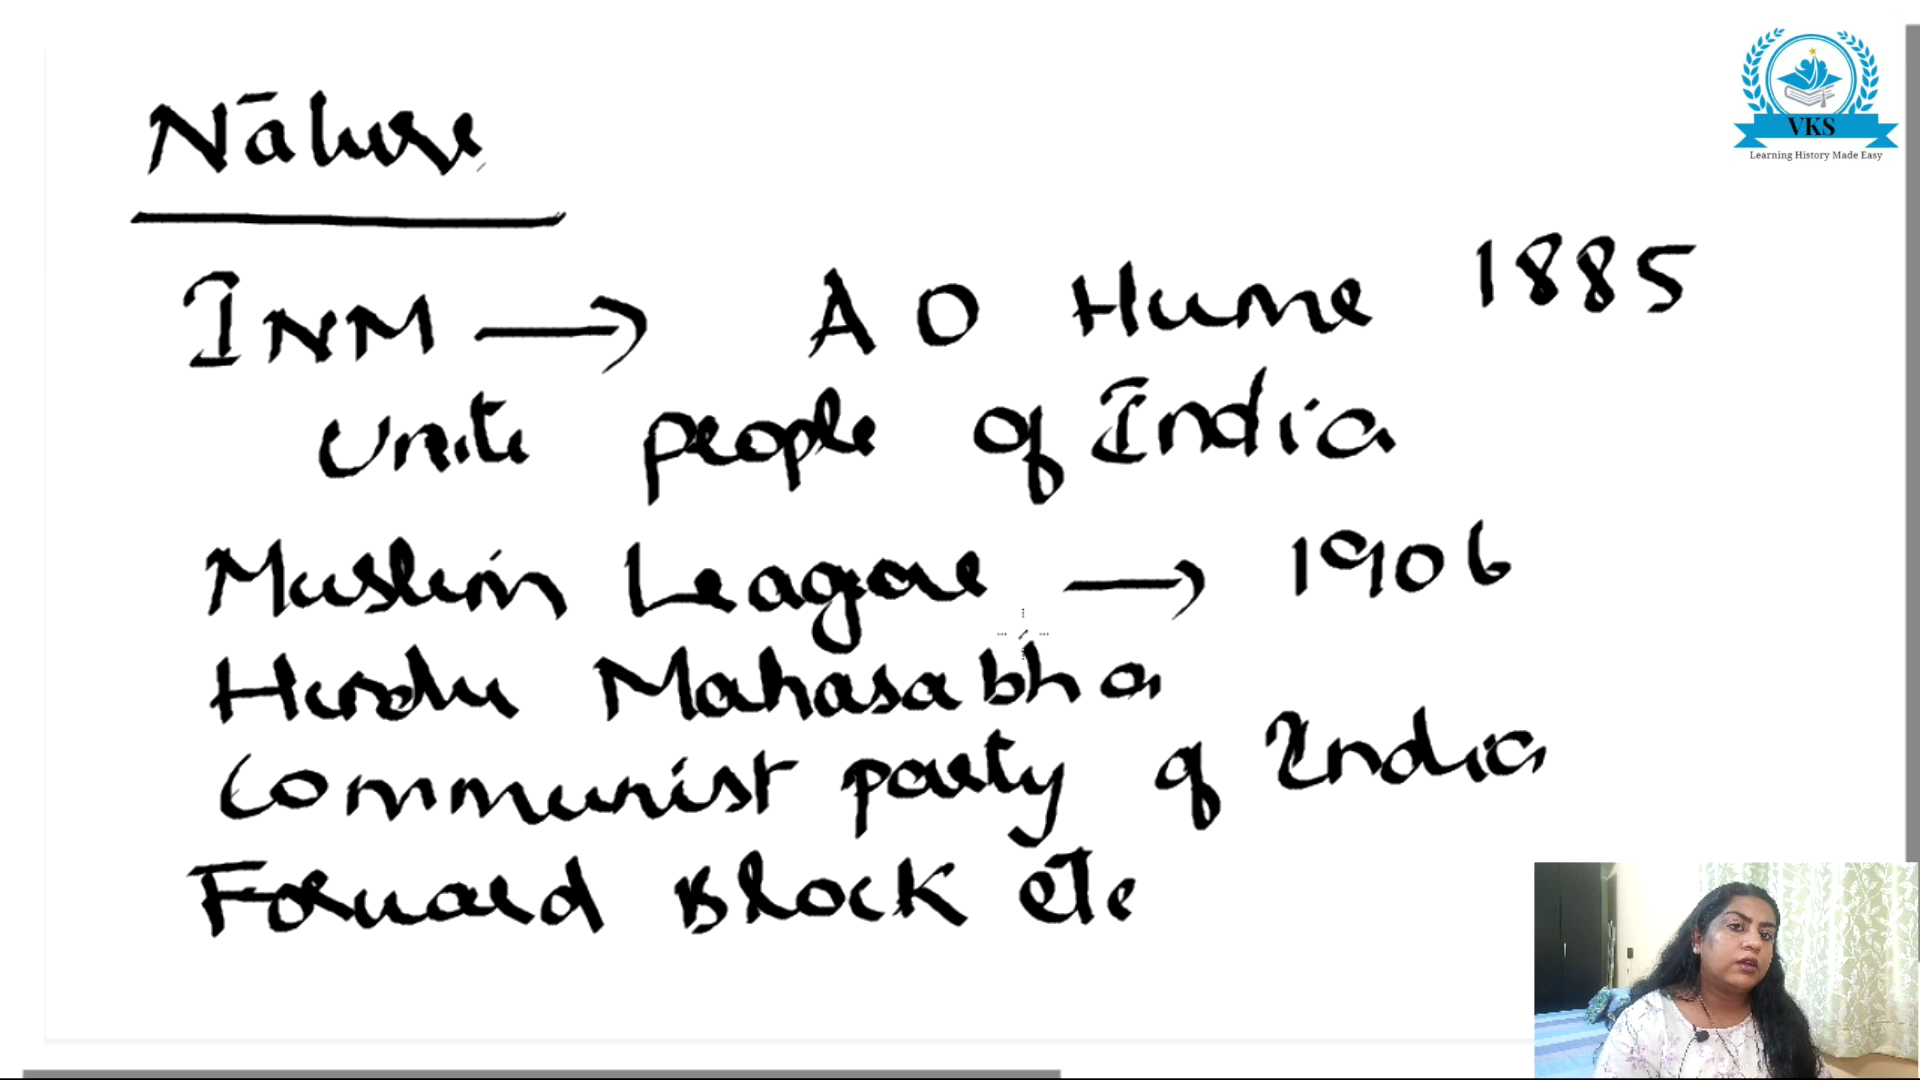 Nature
VKS
Learning History Made Easy
INM → A O Hume 1885
Unite people of India
Muslim League → 1906
Hindu Mahasabha
Communist party of India
Forward Block etc